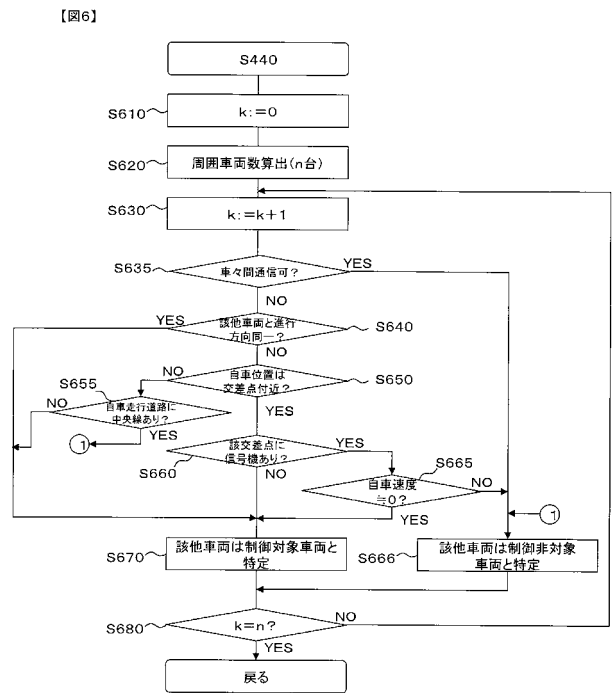 【図6】
S440
S610
k:=0
S620
周囲車両数算出(n台)
S630
k:=k+1
S635
車々間通信可?
YES
NO
YES
該他車両と進行
方向同一?
S640
NO
NO
自車位置は
交差点付近?
S650
S655
自車走行道路に
中央線あり?
NO
YES
1
YES
該交差点に
信号機あり?
YES
S660
NO
S665
自車速度
≒0?
NO
YES
1
S670
該他車両は制御対象車両と
特定
S666
該他車両は制御非対象
車両と特定
S680
k=n?
NO
YES
戻る